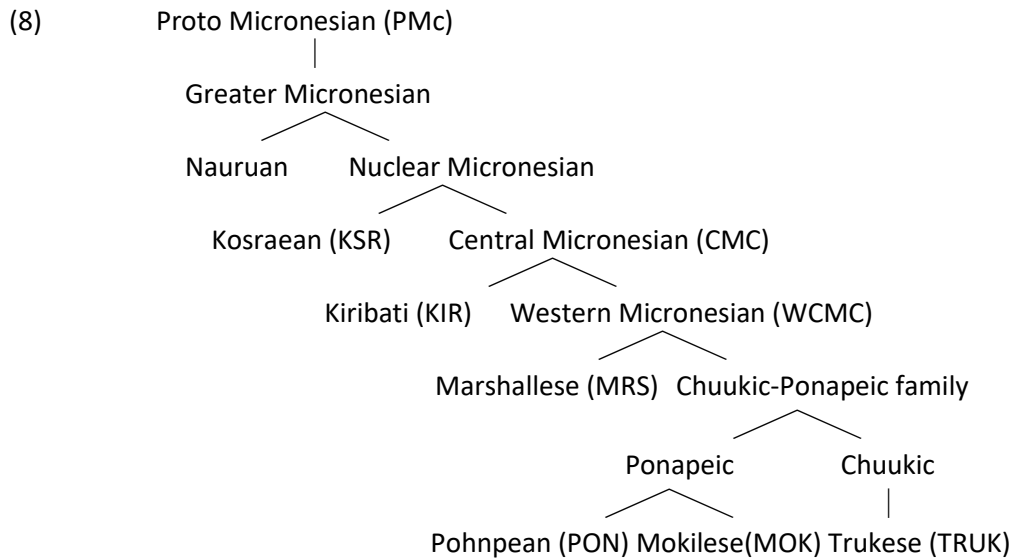 (8) Proto Micronesian (PMc)
Greater Micronesian
Nauruan Nuclear Micronesian
Kosraean (KSR) Central Micronesian (CMC)
Kiribati (KIR) Western Micronesian (WCMC)
Marshallese (MRS) Chuukic-Ponapeic family
Ponapeic Chuukic
Pohnpean (PON) Mokilese(MOK) Trukese (TRUK)